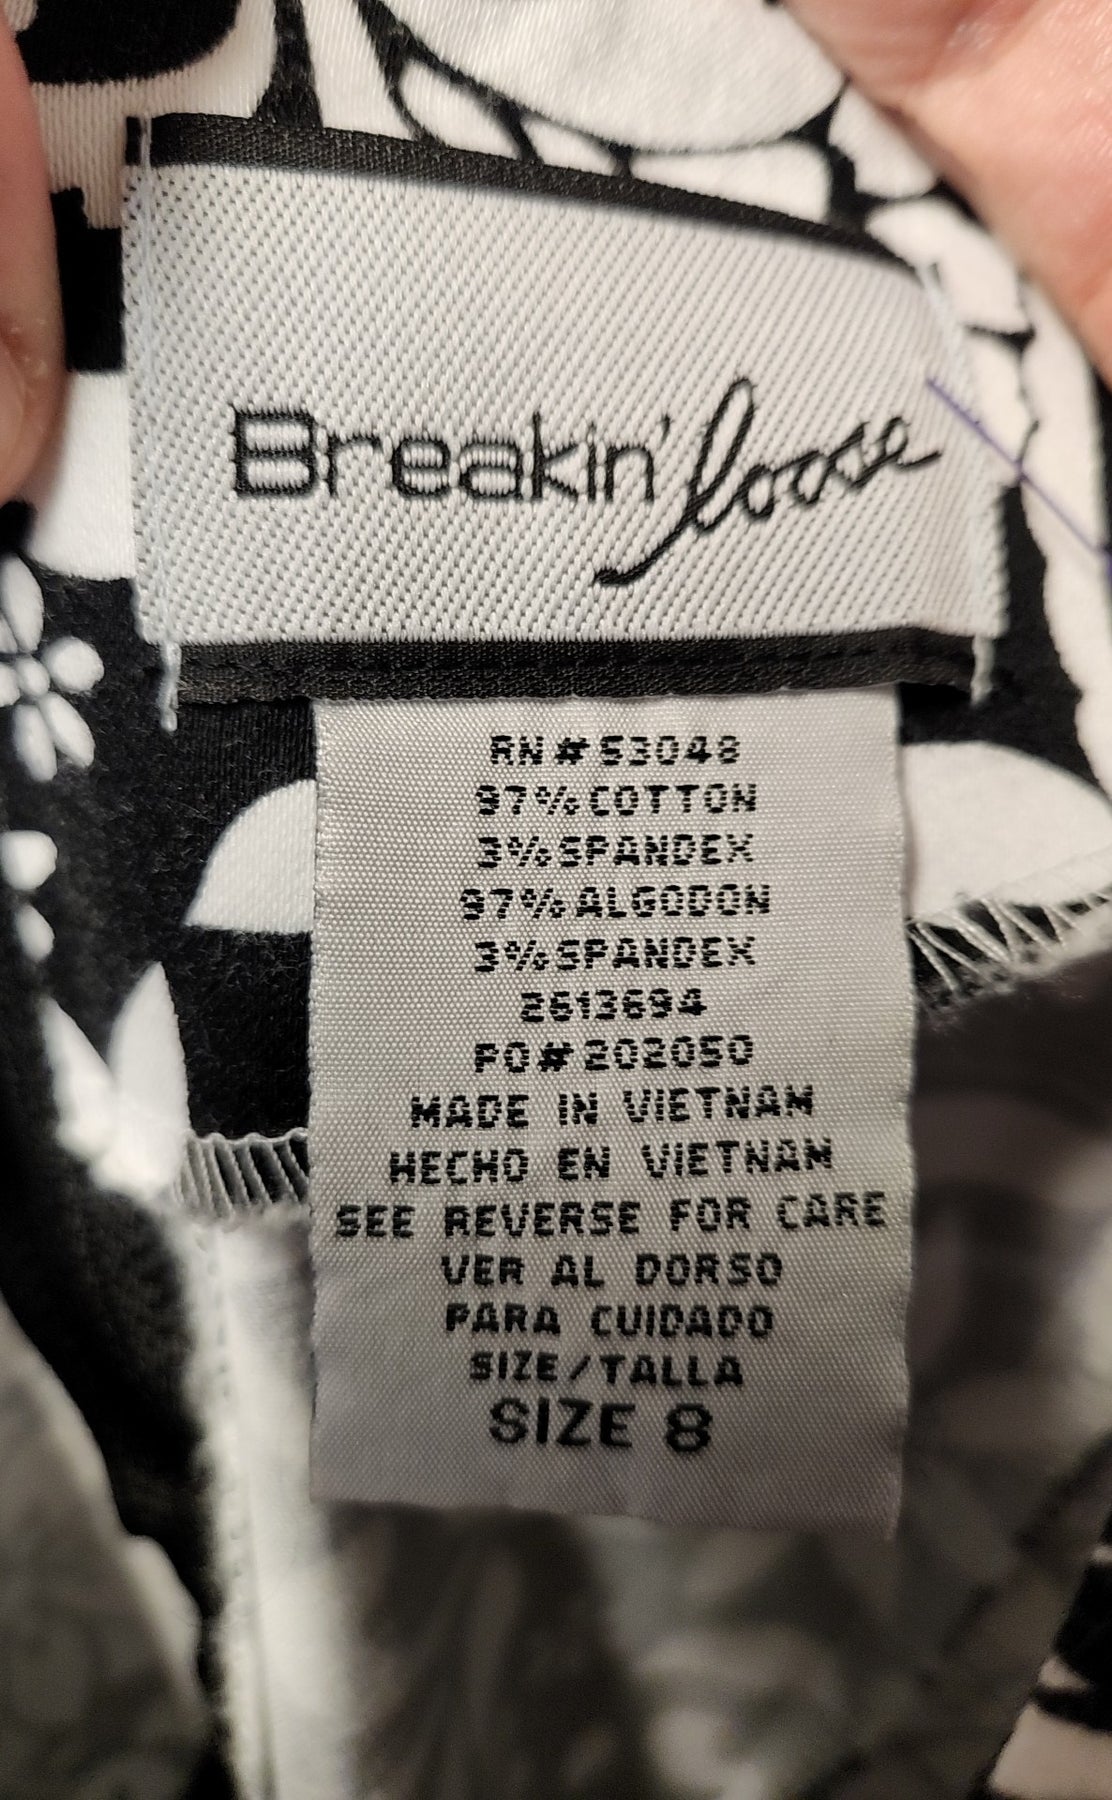 Breakin' loose
RN#53048
97%COTTON
3%SPANDEX
97%ALGODON
3%SPANDEX
2613694
PO#202050
MADE IN VIETNAM
HECHO EN VIETNAM
SEE REVERSE FOR CARE
VER AL DORSO
PARA CUIDADO
SIZE/TALLA
SIZE 8